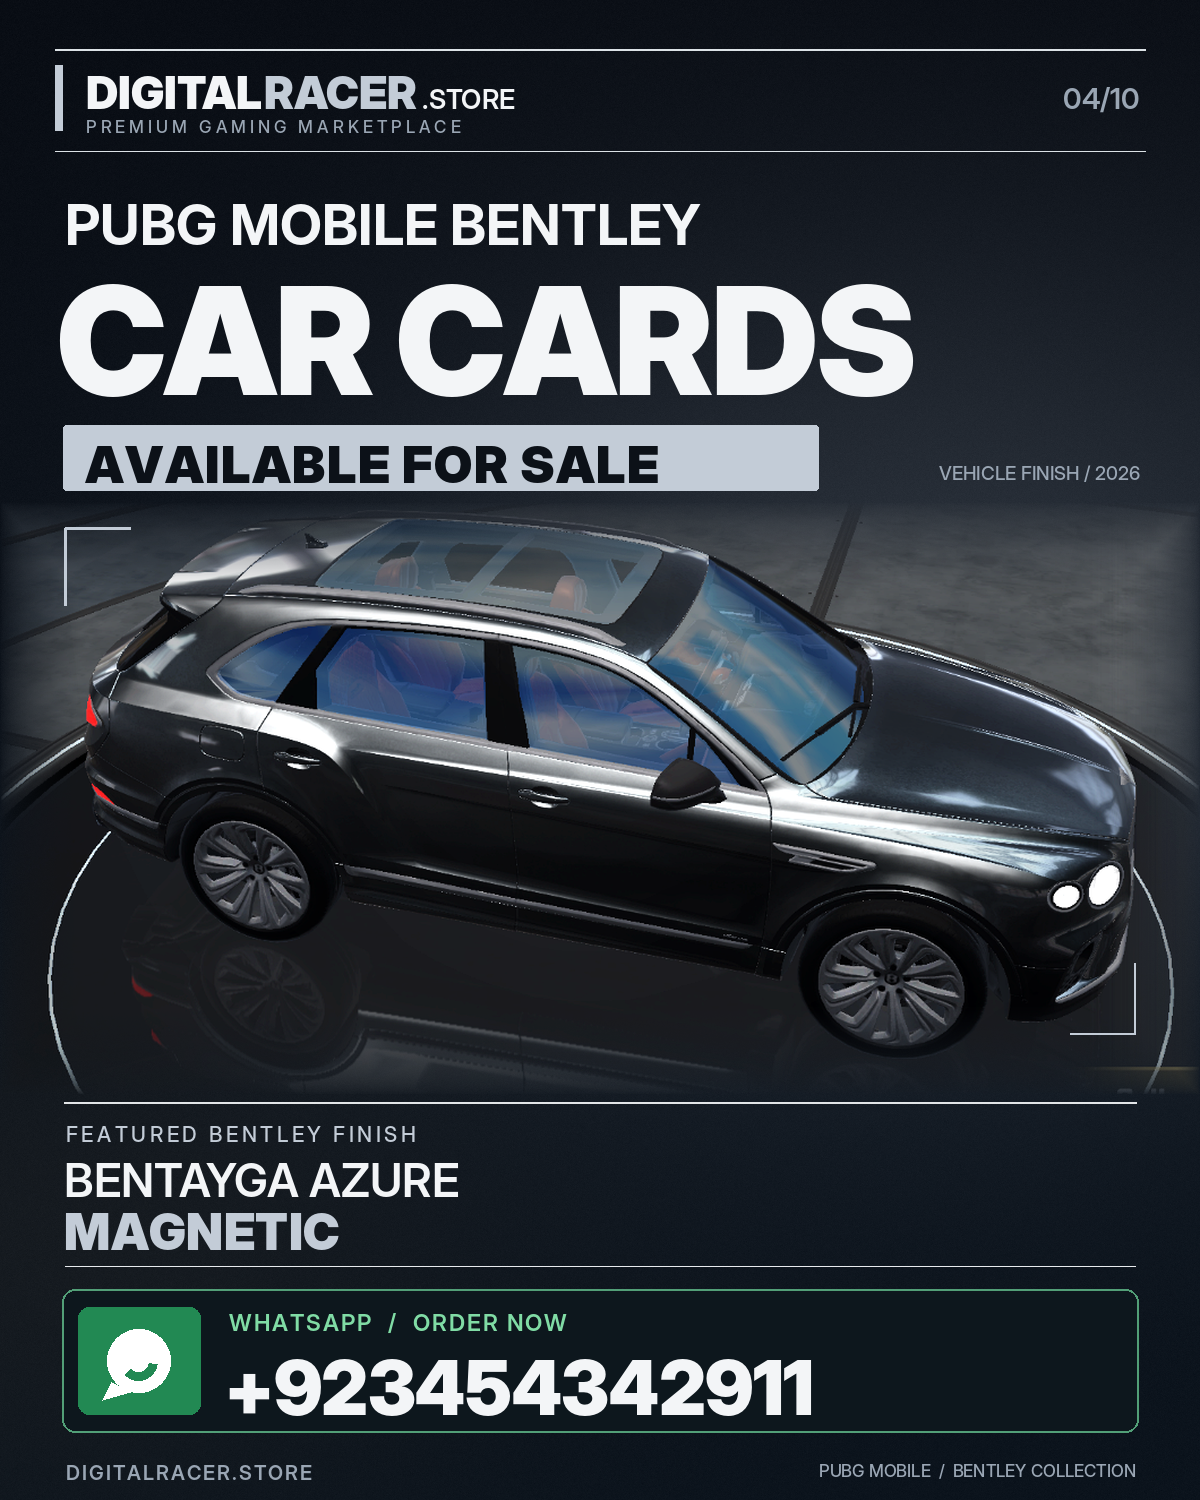 DIGITALRACER.STORE
PREMIUM GAMING MARKETPLACE
04/10
PUBG MOBILE BENTLEY
CAR CARDS
AVAILABLE FOR SALE
VEHICLE FINISH / 2026
FEATURED BENTLEY FINISH
BENTAYGA AZURE
MAGNETIC
WHATSAPP / ORDER NOW
+923454342911
DIGITALRACER.STORE
PUBG MOBILE / BENTLEY COLLECTION